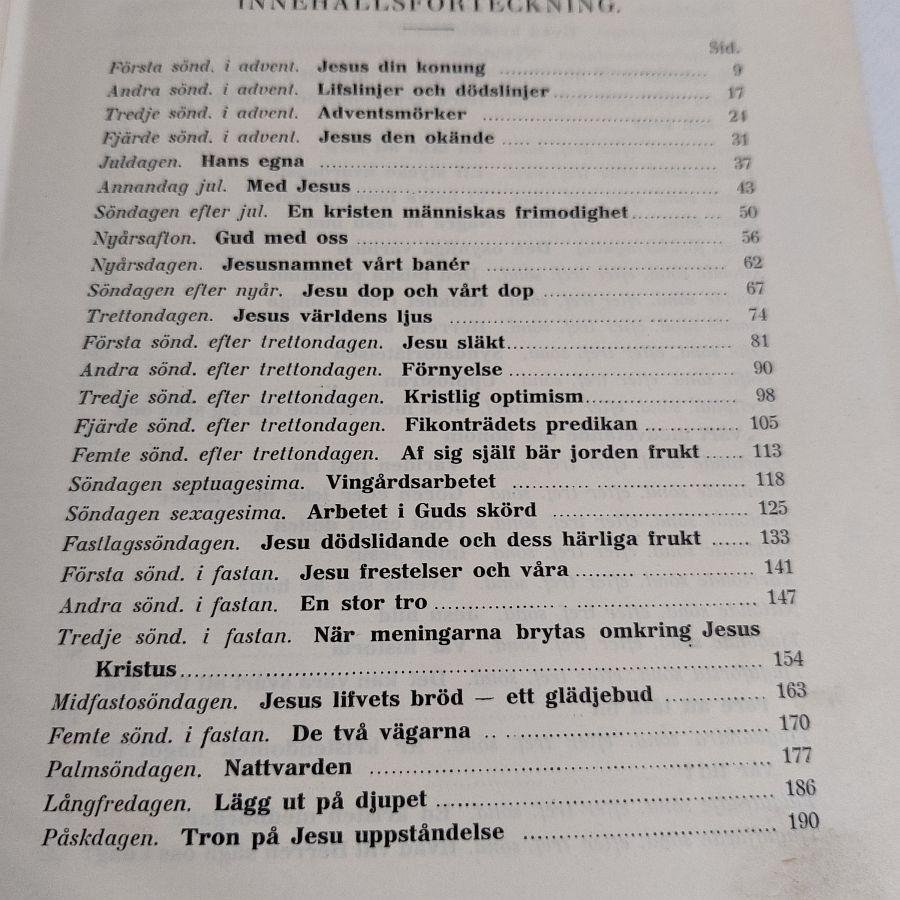 INNEHÅLLSFÖRTECKNING.
Sid.
Första sönd. i advent. Jesus din konung 9
Andra sönd. i advent. Lifslinjer och dödslinjer 17
Tredje sönd. i advent. Adventsmörker 24
Fjärde sönd. i advent. Jesus den okände 31
Juldagen. Hans egna 37
Annandag jul. Med Jesus 43
Söndagen efter jul. En kristen människas frimodighet 50
Nyårsafton. Gud med oss 56
Nyårsdagen. Jesusnamnet vårt banér 62
Söndagen efter nyår. Jesu dop och vårt dop 67
Trettondagen. Jesus världens ljus 74
Första sönd. efter trettondagen. Jesu släkt 81
Andra sönd. efter trettondagen. Förnyelse 90
Tredje sönd. efter trettondagen. Kristlig optimism 98
Fjärde sönd. efter trettondagen. Fikonträdets predikan 105
Femte sönd. efter trettondagen. Af sig själf bär jorden frukt 113
Söndagen septuagesima. Vingårdsarbetet 118
Söndagen sexagesima. Arbetet i Guds skörd 125
Fastlagssöndagen. Jesu dödslidande och dess härliga frukt 133
Första sönd. i fastan. Jesu frestelser och våra 141
Andra sönd. i fastan. En stor tro 147
Tredje sönd. i fastan. När meningarna brytas omkring Jesus
Kristus 154
Midfastosöndagen. Jesus lifvets bröd — ett glädjebud 163
Femte sönd. i fastan. De två vägarna 170
Palmsöndagen. Nattvarden 177
Långfredagen. Lägg ut på djupet 186
Påskdagen. Tron på Jesu uppståndelse 190